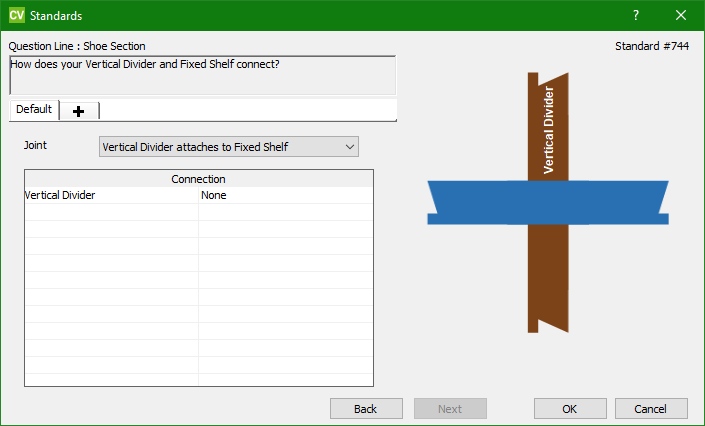 CV Standards ?
Question Line : Shoe Section
Standard #744
How does your Vertical Divider and Fixed Shelf connect?
Default
Joint
Vertical Divider attaches to Fixed Shelf
Connection
Vertical Divider None
Vertical Divider
Back Next OK Cancel